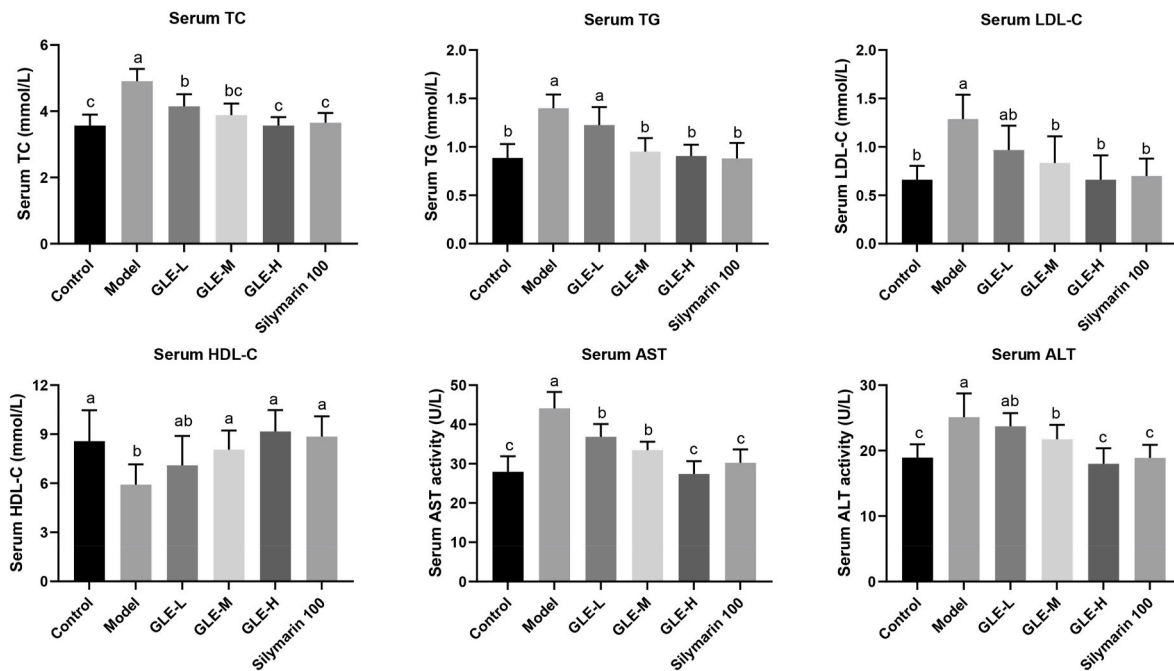 Serum TC
Serum TC (mmol/L)
6
4
2
0
c
a
b
bc
c
c
Control
Model
GLE-L
GLE-M
GLE-H
Silymarin 100
Serum TG
Serum TG (mmol/L)
2.0
1.5
1.0
0.5
0.0
b
a
a
b
b
b
Control
Model
GLE-L
GLE-M
GLE-H
Silymarin 100
Serum LDL-C
Serum LDL-C (mmol/L)
2.0
1.5
1.0
0.5
0.0
b
a
ab
b
b
b
Control
Model
GLE-L
GLE-M
GLE-H
Silymarin 100
Serum HDL-C
Serum HDL-C (mmol/L)
12
9
6
3
0
a
b
ab
a
a
a
Control
Model
GLE-L
GLE-M
GLE-H
Silymarin 100
Serum AST
Serum AST activity (U/L)
50
40
30
20
10
0
c
a
b
b
c
c
Control
Model
GLE-L
GLE-M
GLE-H
Silymarin 100
Serum ALT
Serum ALT activity (U/L)
30
20
10
0
c
a
ab
b
c
c
Control
Model
GLE-L
GLE-M
GLE-H
Silymarin 100